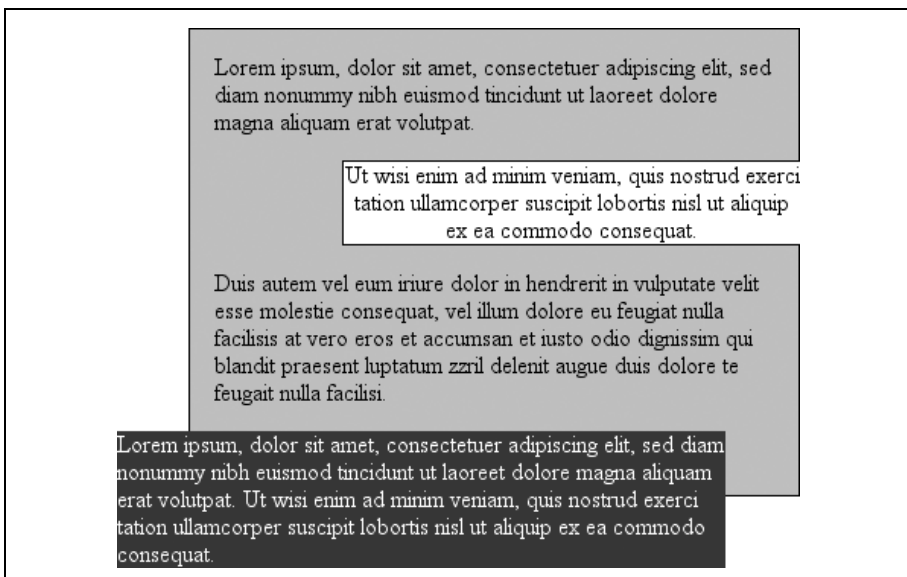 Lorem ipsum, dolor sit amet, consectetuer adipiscing elit, sed
diam nonummy nibh euismod tincidunt ut laoreet dolore
magna aliquam erat volutpat.
Ut wisi enim ad minim veniam, quis nostrud exerci
tation ullamcorper suscipit lobortis nisl ut aliquip
ex ea commodo consequat.
Duis autem vel eum iriure dolor in hendrerit in vulputate velit
esse molestie consequat, vel illum dolore eu feugiat nulla
facilisis at vero eros et accumsan et iusto odio dignissim qui
blandit praesent luptatum zzril delenit augue duis dolore te
feugait nulla facilisi.
Lorem ipsum, dolor sit amet, consectetuer adipiscing elit, sed diam
nonummy nibh euismod tincidunt ut laoreet dolore magna aliquam
erat volutpat. Ut wisi enim ad minim veniam, quis nostrud exerci
tation ullamcorper suscipit lobortis nisl ut aliquip ex ea commodo
consequat.